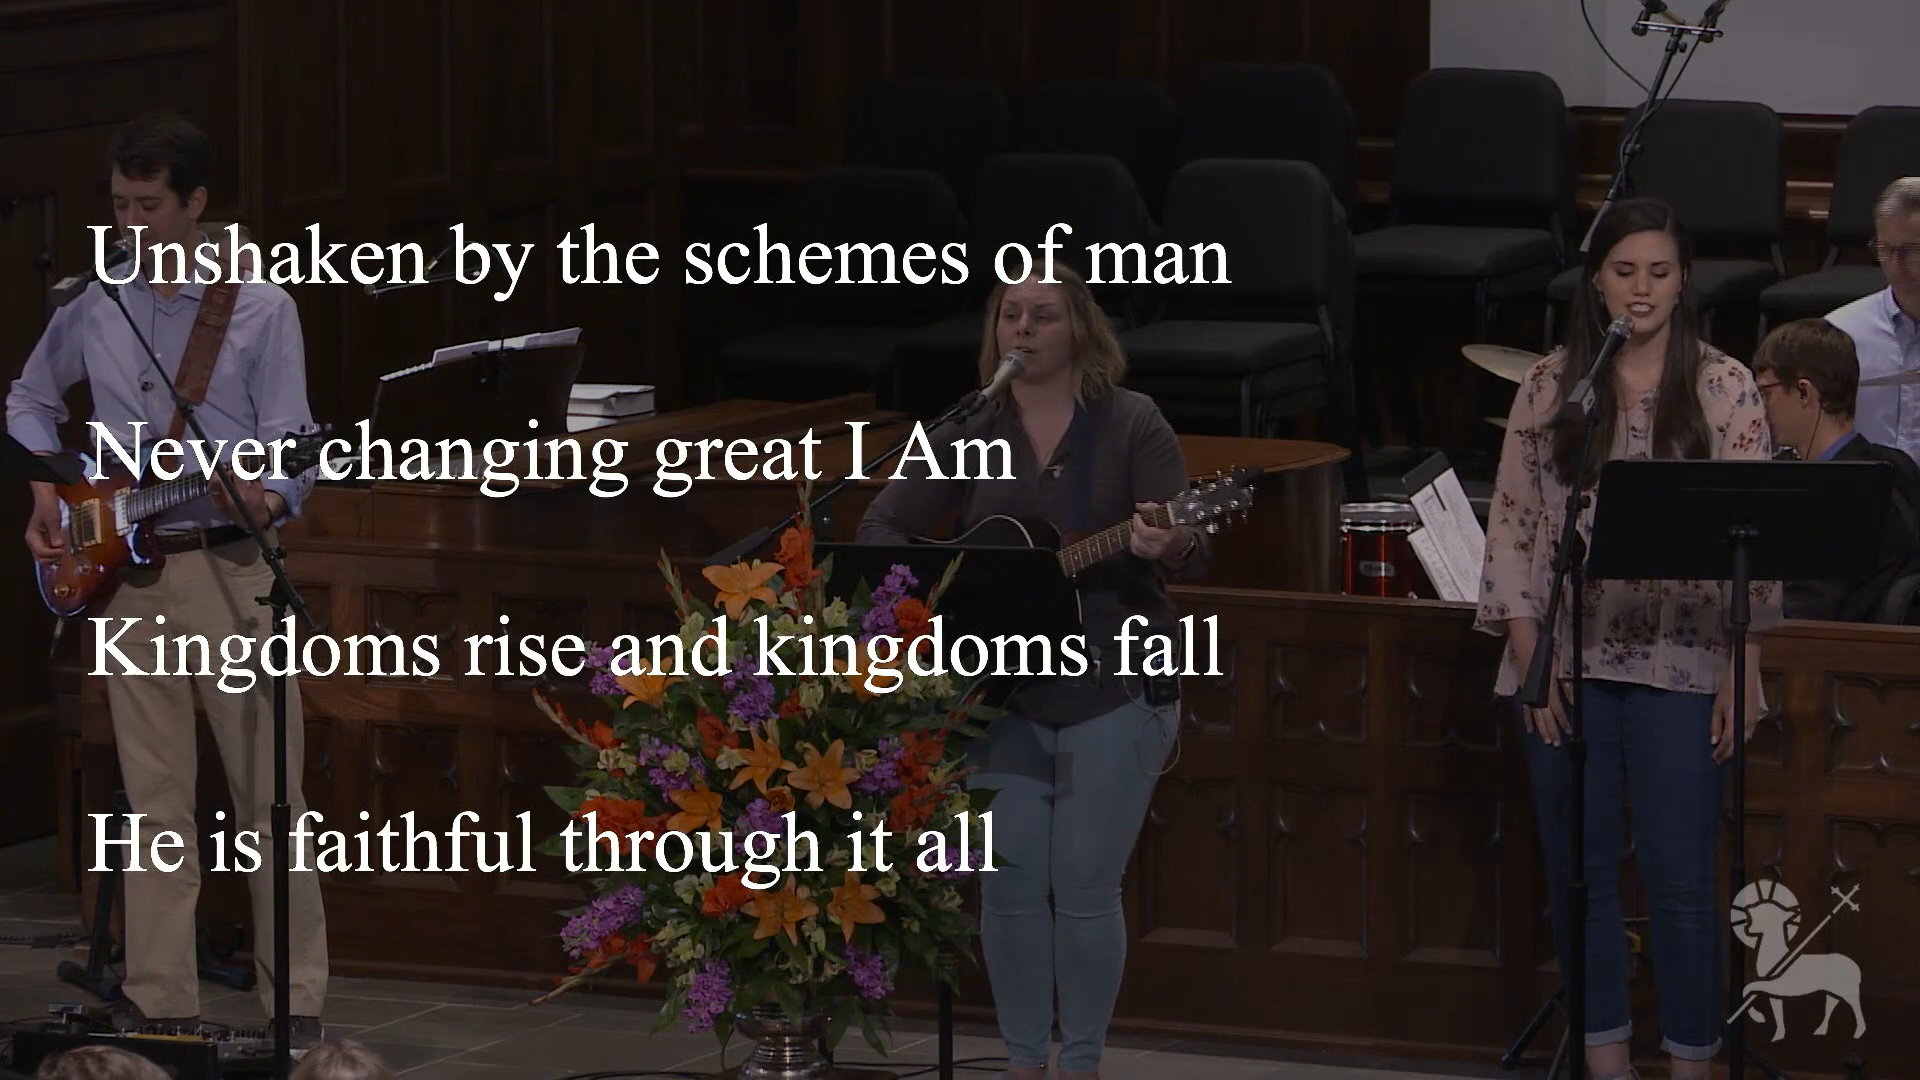 Unshaken by the schemes of man
Never changing great I Am
Kingdoms rise and kingdoms fall
He is faithful through it all